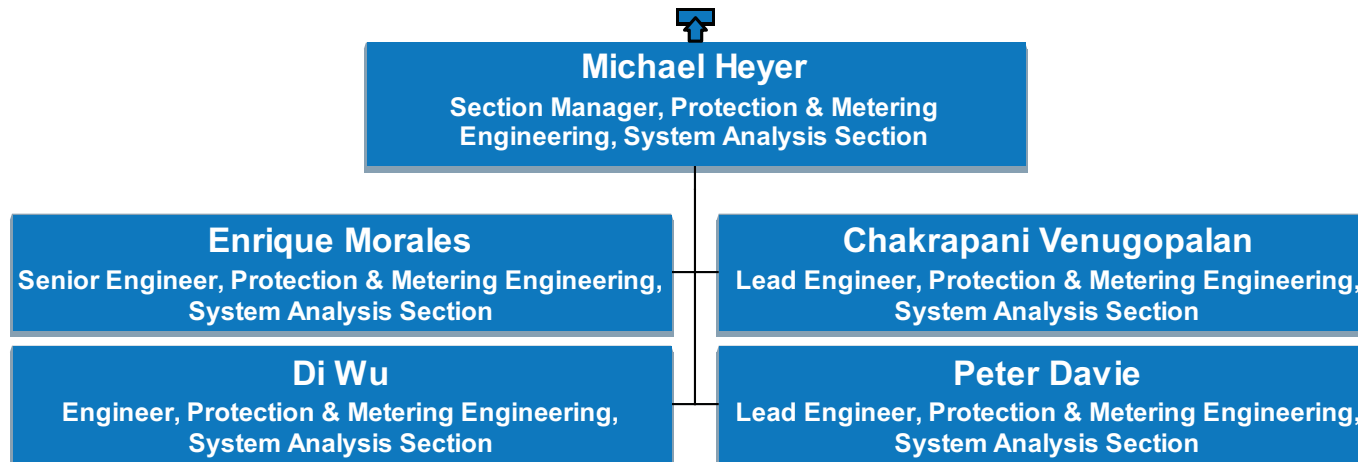 Michael Heyer
Section Manager, Protection & Metering
Engineering, System Analysis Section
Enrique Morales
Senior Engineer, Protection & Metering Engineering,
System Analysis Section
Chakrapani Venugopalan
Lead Engineer, Protection & Metering Engineering,
System Analysis Section
Di Wu
Engineer, Protection & Metering Engineering,
System Analysis Section
Peter Davie
Lead Engineer, Protection & Metering Engineering,
System Analysis Section